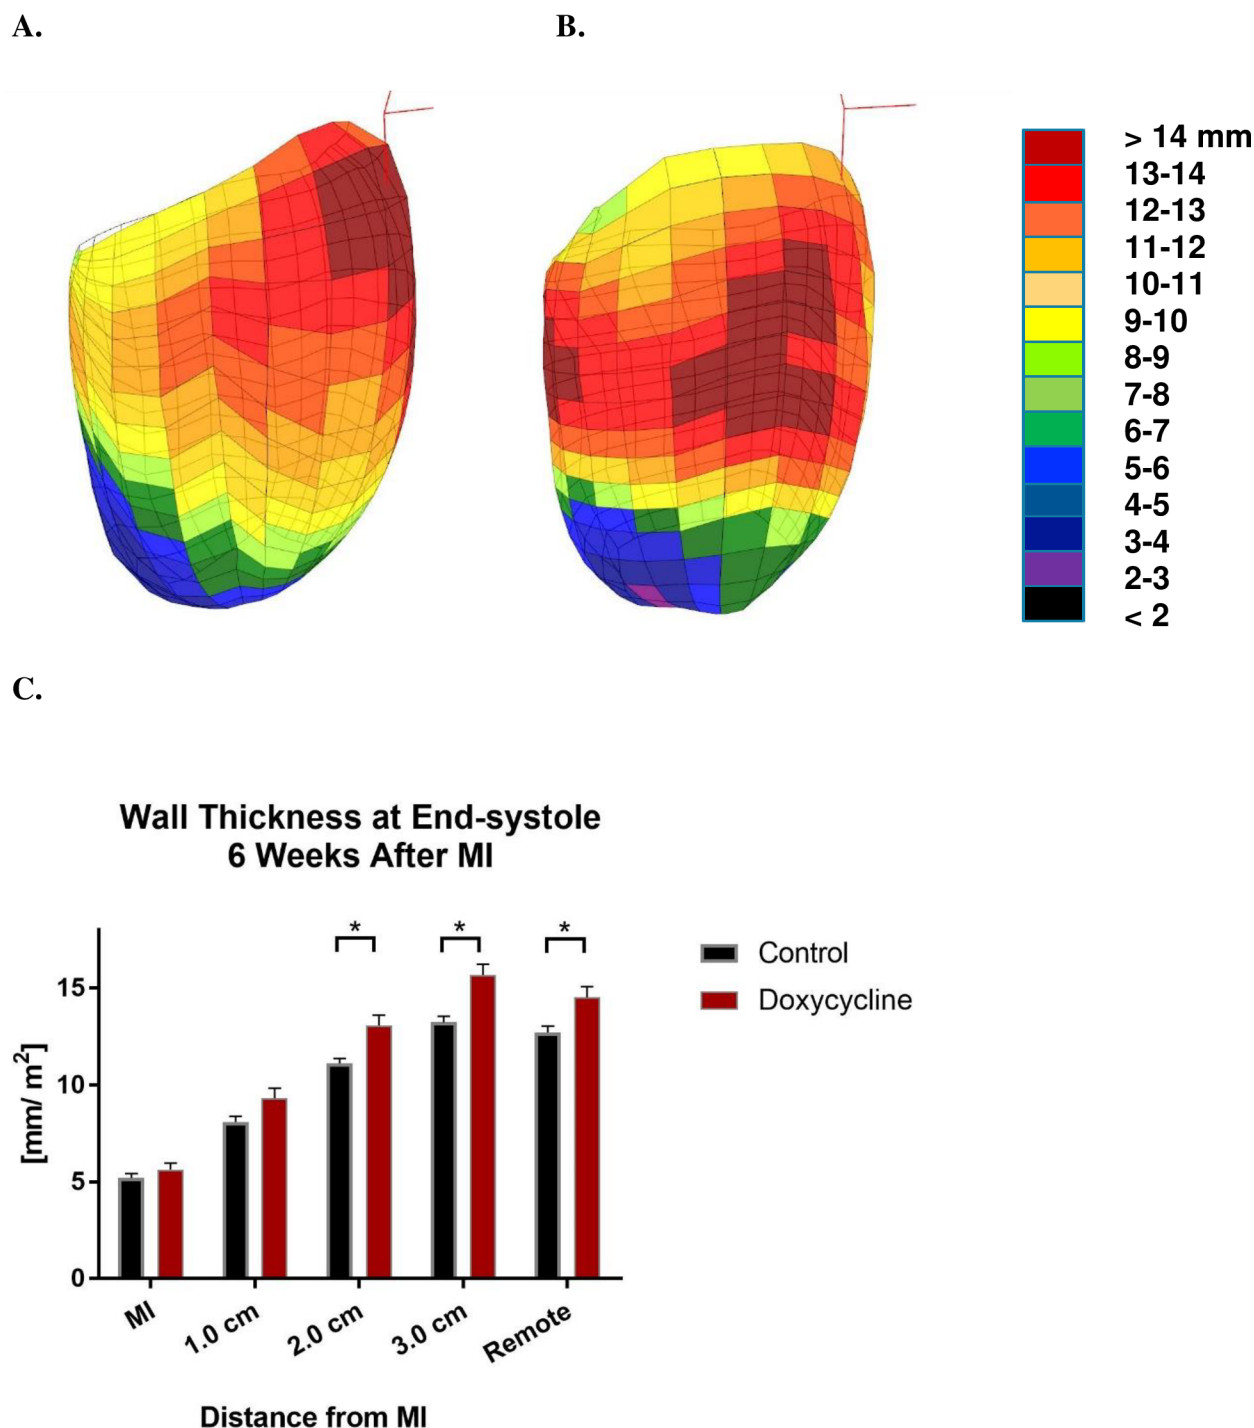 A.
B.
> 14 mm
13-14
12-13
11-12
10-11
9-10
8-9
7-8
6-7
5-6
4-5
3-4
2-3
< 2
C.
Wall Thickness at End-systole
6 Weeks After MI
[mm/ m²]
15
10
5
0
* * *
Control
Doxycycline
MI
1.0 cm
2.0 cm
3.0 cm
Remote
Distance from MI